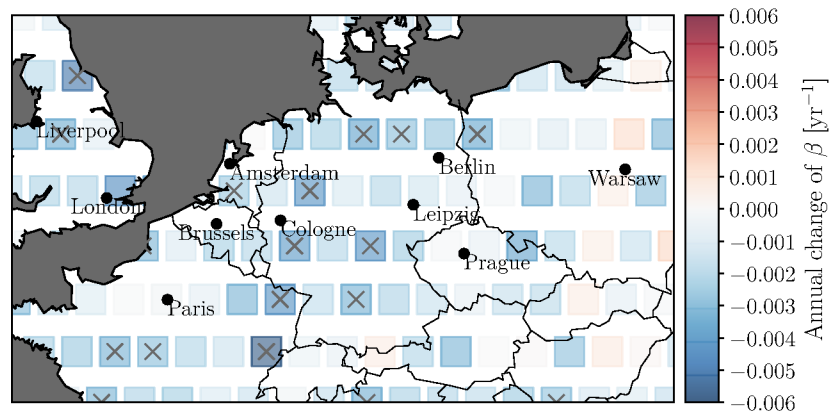 Liverpool
London
Amsterdam
Brussels
Cologne
Paris
Berlin
Leipzig
Prague
Warsaw
0.006
0.005
0.004
0.003
0.002
0.001
0.000
−0.001
−0.002
−0.003
−0.004
−0.005
−0.006
Annual change of β [yr⁻¹]